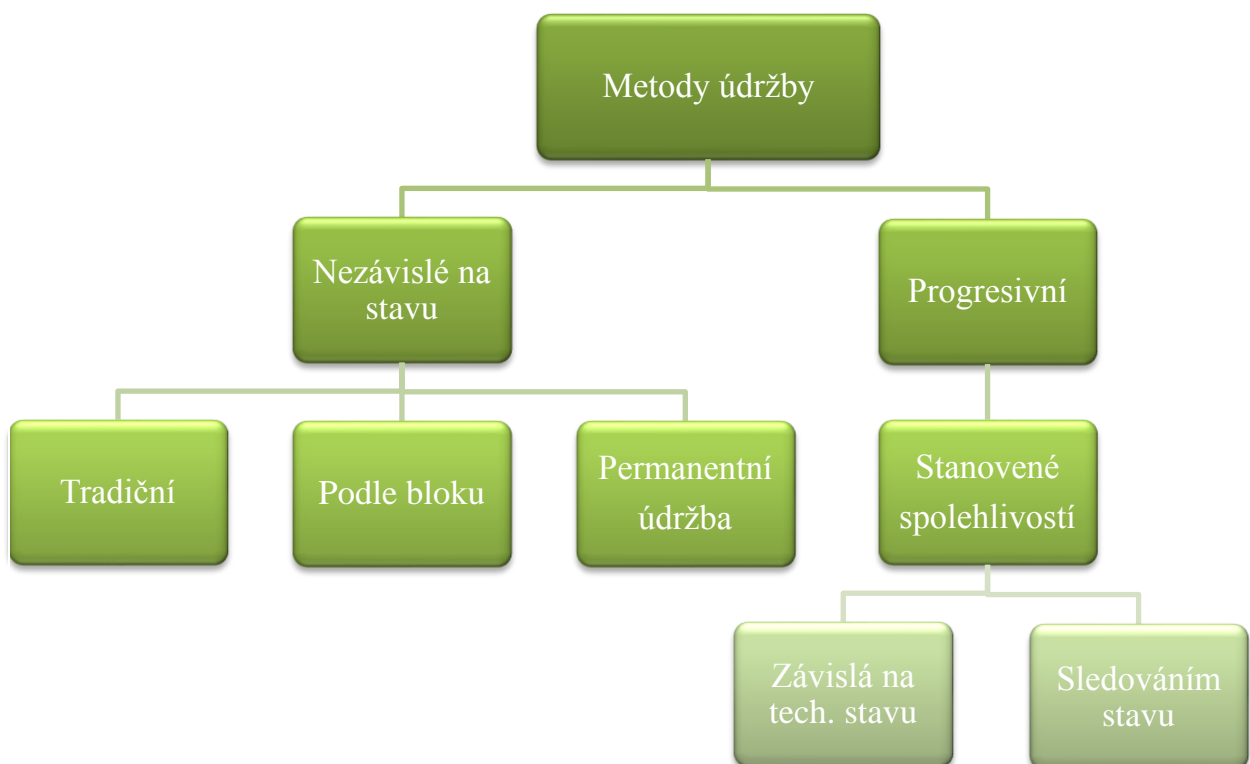 Metody údržby
Nezávislé na
stavu
Progresivní
Tradiční
Podle bloku
Permanentní
údržba
Stanovené
spolehlivostí
Závislá na
tech. stavu
Sledováním
stavu